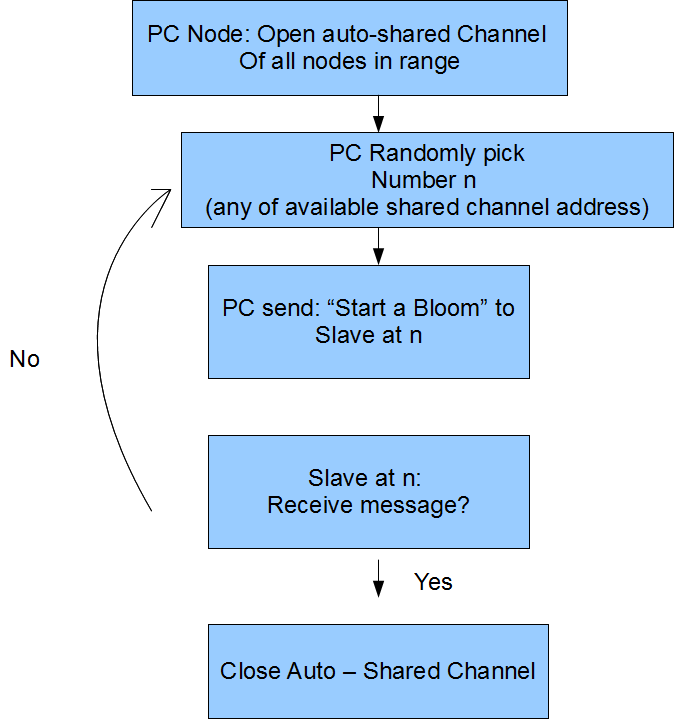 PC Node: Open auto-shared Channel
Of all nodes in range
PC Randomly pick
Number n
(any of available shared channel address)
PC send: “Start a Bloom” to
Slave at n
No
Slave at n:
Receive message?
Yes
Close Auto – Shared Channel